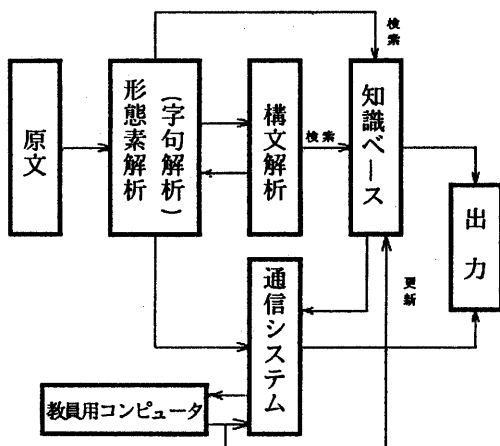 原文
形態素解析
(字句解析)
構文解析
検索
検索
知識ベース
出力
通信システム
更新
教員用コンピュータ